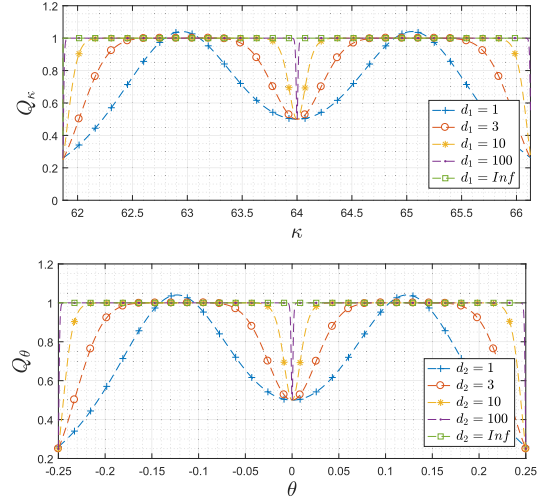 1.2
1
0.8
0.6
0.4
0.2
0
Q_κ
62
62.5
63
63.5
64
64.5
65
65.5
66
κ
d_1 = 1
d_1 = 3
d_1 = 10
d_1 = 100
d_1 = Inf
1.2
1
0.8
0.6
0.4
0.2
Q_θ
-0.25
-0.2
-0.15
-0.1
-0.05
0
0.05
0.1
0.15
0.2
0.25
θ
d_2 = 1
d_2 = 3
d_2 = 10
d_2 = 100
d_2 = Inf